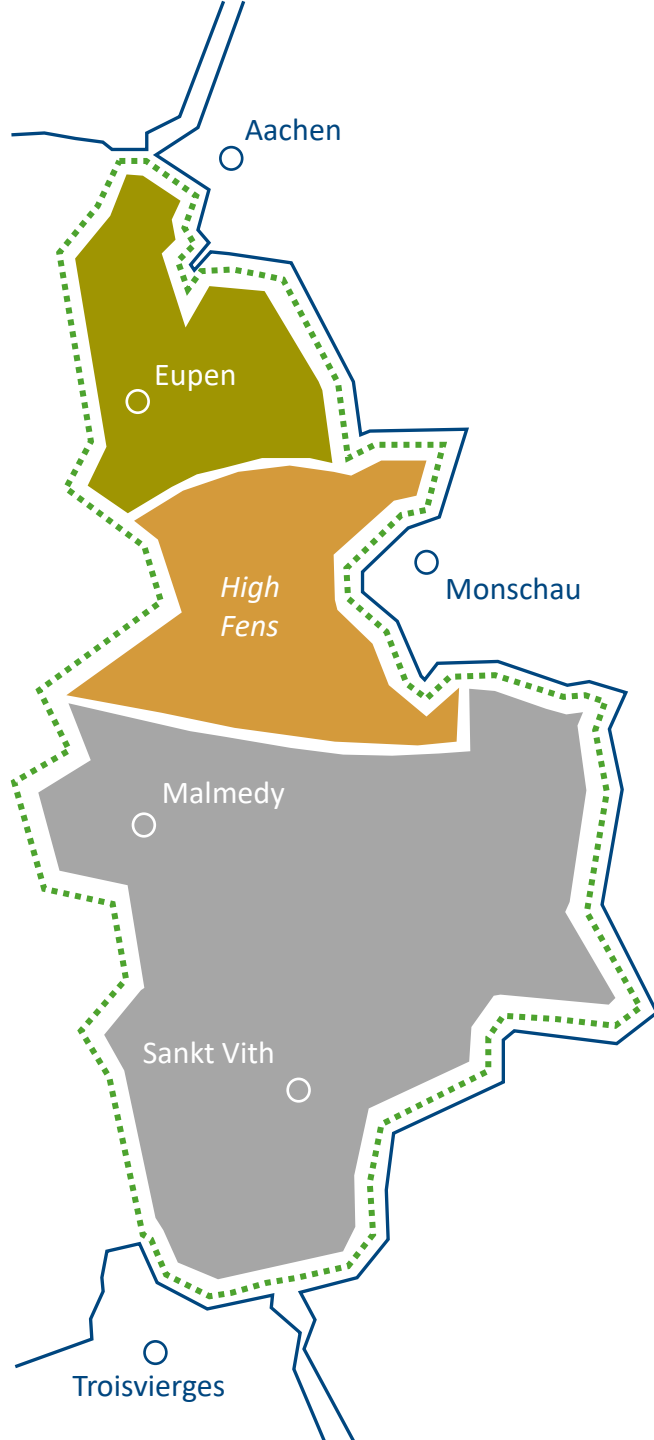 Aachen
Eupen
High
Fens
Monschau
Malmedy
Sankt Vith
Troisvierges